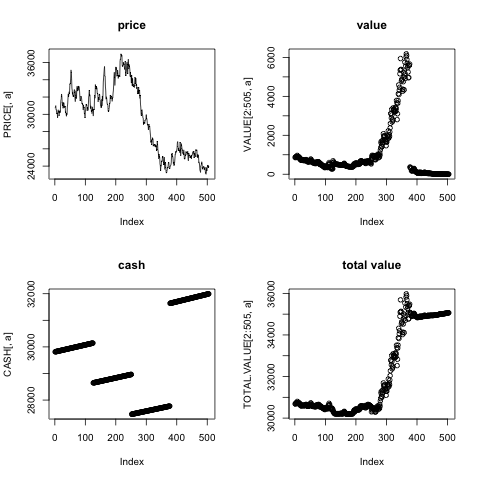 price
PRICE[, a]
36000
30000
24000
0 100 200 300 400 500
Index
value
VALUE[2:505, a]
6000
4000
2000
0
0 100 200 300 400 500
Index
cash
CASH[, a]
32000
30000
28000
0 100 200 300 400 500
Index
total value
TOTAL.VALUE[2:505, a]
36000
34000
32000
30000
0 100 200 300 400 500
Index